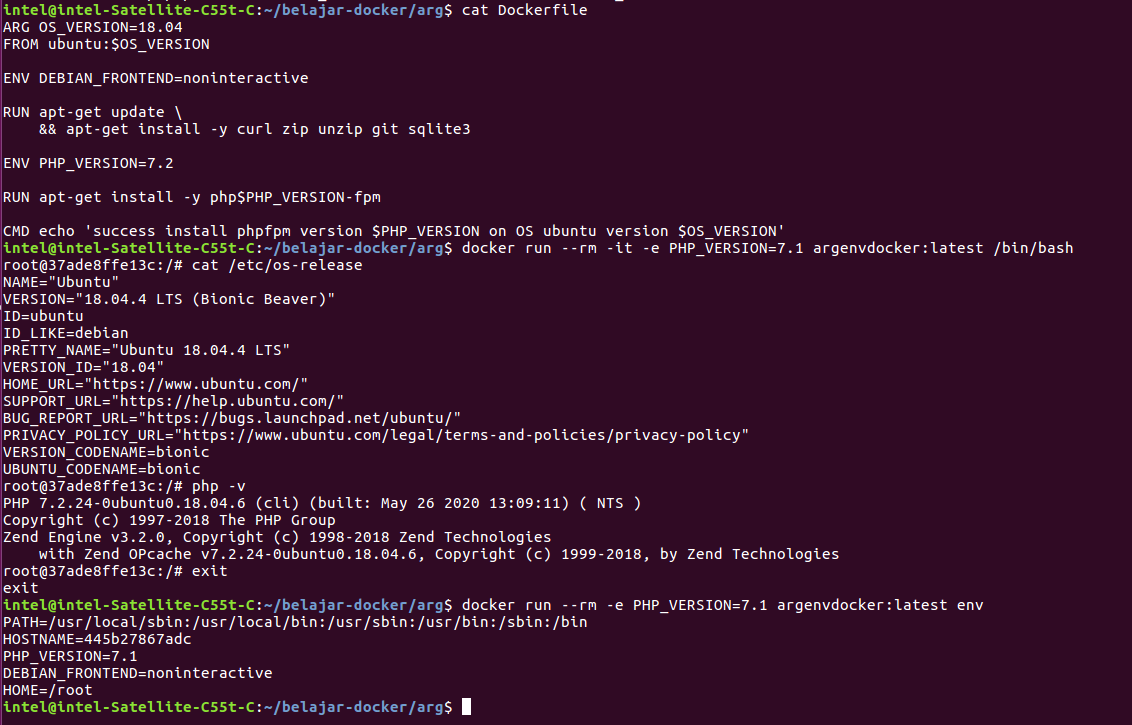 intel@intel-Satellite-C55t-C:~/belajar-docker/arg$ cat Dockerfile
ARG OS_VERSION=18.04
FROM ubuntu:$OS_VERSION

ENV DEBIAN_FRONTEND=noninteractive

RUN apt-get update \
    && apt-get install -y curl zip unzip git sqlite3

ENV PHP_VERSION=7.2

RUN apt-get install -y php$PHP_VERSION-fpm

CMD echo 'success install phpfpm version $PHP_VERSION on OS ubuntu version $OS_VERSION'
intel@intel-Satellite-C55t-C:~/belajar-docker/arg$ docker run --rm -it -e PHP_VERSION=7.1 argenvdocker:latest /bin/bash
root@37ade8ffe13c:/# cat /etc/os-release
NAME="Ubuntu"
VERSION="18.04.4 LTS (Bionic Beaver)"
ID=ubuntu
ID_LIKE=debian
PRETTY_NAME="Ubuntu 18.04.4 LTS"
VERSION_ID="18.04"
HOME_URL="https://www.ubuntu.com/"
SUPPORT_URL="https://help.ubuntu.com/"
BUG_REPORT_URL="https://bugs.launchpad.net/ubuntu/"
PRIVACY_POLICY_URL="https://www.ubuntu.com/legal/terms-and-policies/privacy-policy"
VERSION_CODENAME=bionic
UBUNTU_CODENAME=bionic
root@37ade8ffe13c:/# php -v
PHP 7.2.24-0ubuntu0.18.04.6 (cli) (built: May 26 2020 13:09:11) ( NTS )
Copyright (c) 1997-2018 The PHP Group
Zend Engine v3.2.0, Copyright (c) 1998-2018 Zend Technologies
    with Zend OPcache v7.2.24-0ubuntu0.18.04.6, Copyright (c) 1999-2018, by Zend Technologies
root@37ade8ffe13c:/# exit
exit
intel@intel-Satellite-C55t-C:~/belajar-docker/arg$ docker run --rm -e PHP_VERSION=7.1 argenvdocker:latest env
PATH=/usr/local/sbin:/usr/local/bin:/usr/sbin:/usr/bin:/sbin:/bin
HOSTNAME=445b27867adc
PHP_VERSION=7.1
DEBIAN_FRONTEND=noninteractive
HOME=/root
intel@intel-Satellite-C55t-C:~/belajar-docker/arg$